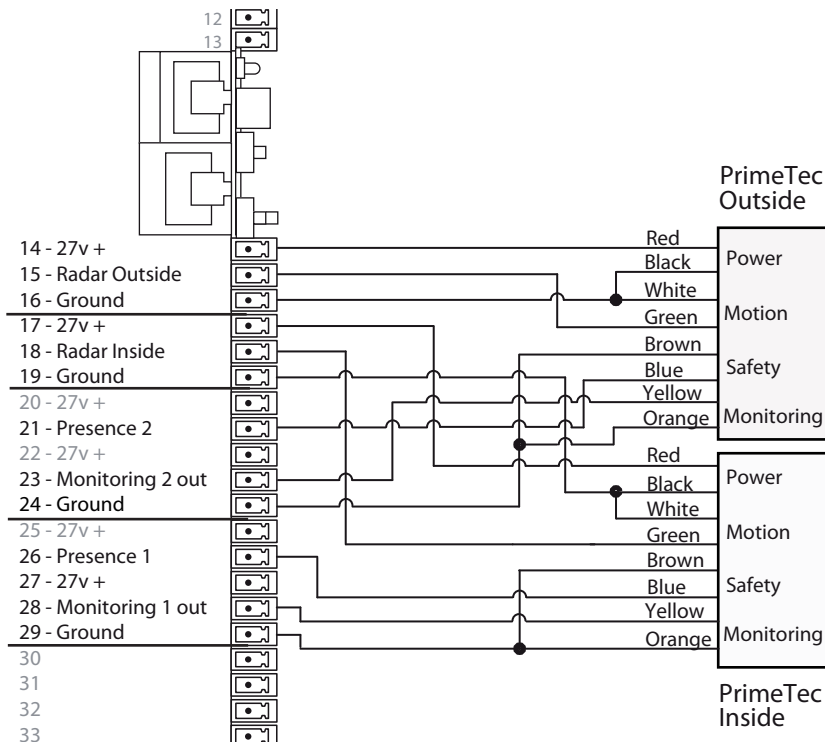 12
13
14 - 27v +
15 - Radar Outside
16 - Ground
17 - 27v +
18 - Radar Inside
19 - Ground
20 - 27v +
21 - Presence 2
22 - 27v +
23 - Monitoring 2 out
24 - Ground
25 - 27v +
26 - Presence 1
27 - 27v +
28 - Monitoring 1 out
29 - Ground
30
31
32
33
PrimeTec
Outside
Red
Black
White
Green
Brown
Blue
Yellow
Orange
Power
Motion
Safety
Monitoring
Red
Black
White
Green
Brown
Blue
Yellow
Orange
Power
Motion
Safety
Monitoring
PrimeTec
Inside